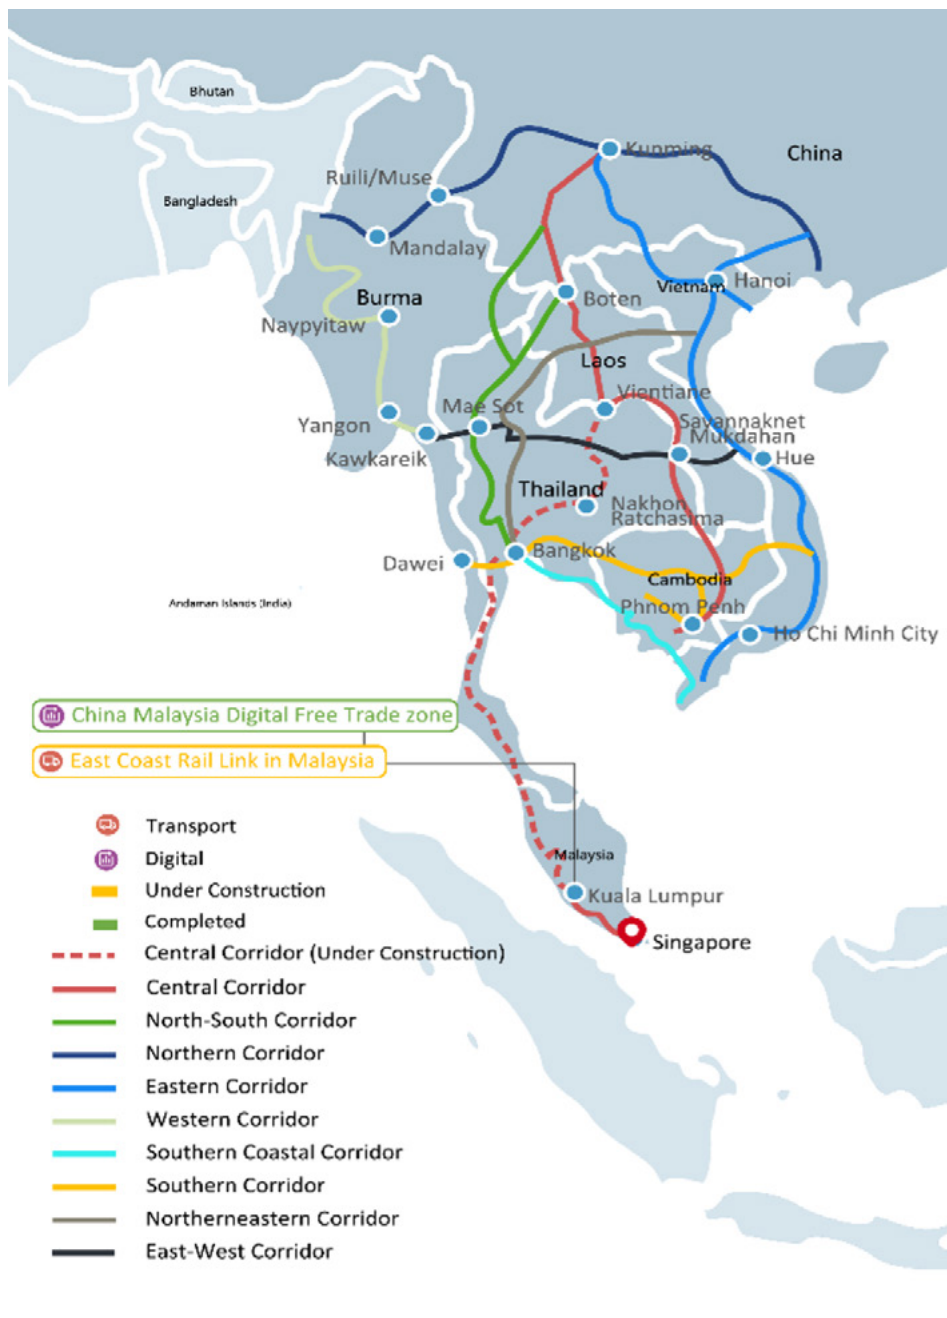 Bhutan
China
Kunming
Ruili/Muse
Bangladesh
Mandalay
Hanoi
Vietnam
Burma
Boten
Naypyitaw
Laos
Vientiane
Mae Sot
Savannaknet
Yangon
Mukdahan
Kawkareik
Hue
Thailand
Nakhon
Ratchasima
Bangkok
Dawei
Cambodia
Andaman Islands (India)
Phnom Penh
Ho Chi Minh City
China Malaysia Digital Free Trade zone
East Coast Rail Link in Malaysia
Malaysia
Kuala Lumpur
Singapore
Transport
Digital
Under Construction
Completed
Central Corridor (Under Construction)
Central Corridor
North-South Corridor
Northern Corridor
Eastern Corridor
Western Corridor
Southern Coastal Corridor
Southern Corridor
Northerneastern Corridor
East-West Corridor